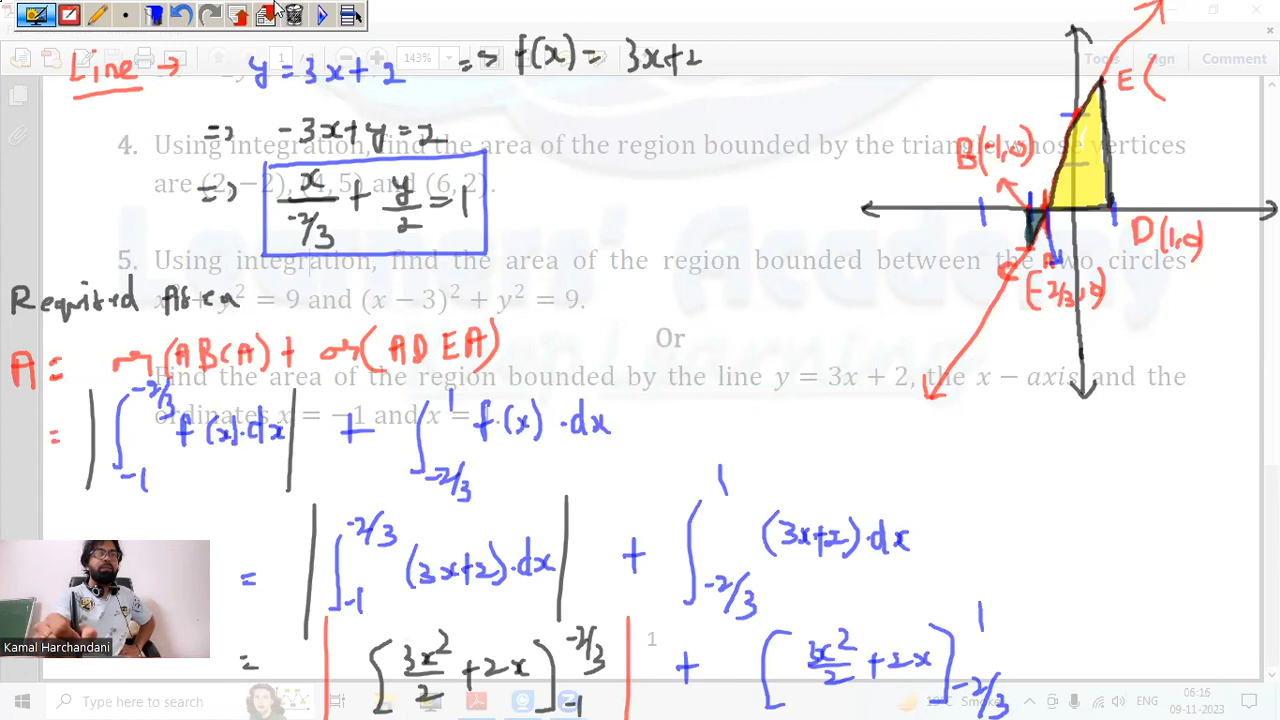 1 / 143%
Tools Sign Comment
Line → y = 3x + 2 ⇒ f(x) = 3x+2
⇒ -3x + y = 2
⇒ x/-2/3 + y/2 = 1
4. Using integration, find the area of the region bounded by the triangle whose vertices
are (2, −2), (4, 5) and (6, 2).
E (
B(-1, 0)
D(1, 0)
C A
(-2/3, 0)
5. Using integration, find the area of the region bounded between the two circles
x² + y² = 9 and (x − 3)² + y² = 9.
Required Area
Or
A = ar(ABCA) + ar(ADEA)
Find the area of the region bounded by the line y = 3x + 2, the x − axis and the
ordinates x = −1 and x =
= |∫_{-1}^{-2/3} f(x)·dx| + ∫_{-2/3}^{1} f(x)·dx
= |∫_{-1}^{-2/3} (3x+2)·dx| + ∫_{-2/3}^{1} (3x+2)·dx
= |[3x²/2 + 2x]_{-1}^{-2/3}| + [3x²/2 + 2x]_{-2/3}^{1}
1
Kamal Harchandani
Type here to search
ENG
06:16
09-11-2023